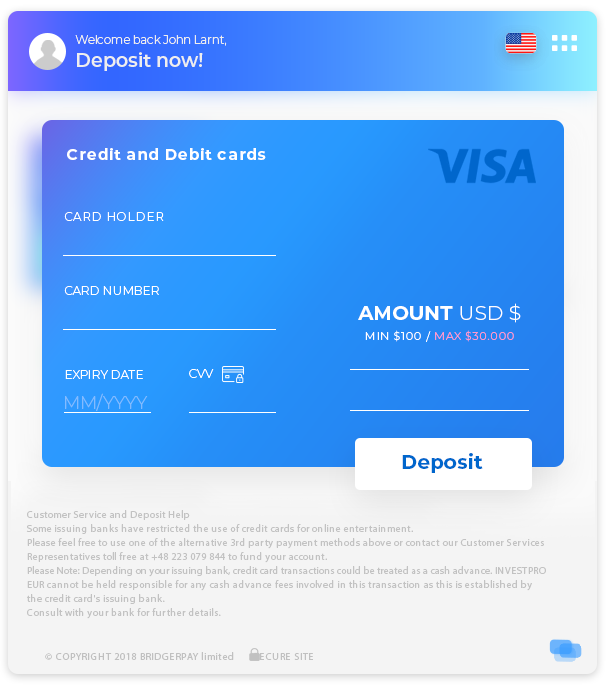 Welcome back John Larnt,
Deposit now!
Credit and Debit cards
VISA
CARD HOLDER
CARD NUMBER
AMOUNT USD $
MIN $100 / MAX $30.000
EXPIRY DATE
CVV
MM/YYYY
Deposit
Customer Service and Deposit Help
Some issuing banks have restricted the use of credit cards for online entertainment.
Please feel free to use one of the alternative 3rd party payment methods above or contact our Customer Services
Representatives toll free at +48 223 079 844 to fund your account.
Please Note: Depending on your issuing bank, credit card transactions could be treated as a cash advance. INVESTPRO
EUR cannot be held responsible for any cash advance fees involved in this transaction as this is established by
the credit card's issuing bank.
Consult with your bank for further details.
© COPYRIGHT 2018 BRIDGERPAY limited
ECURE SITE